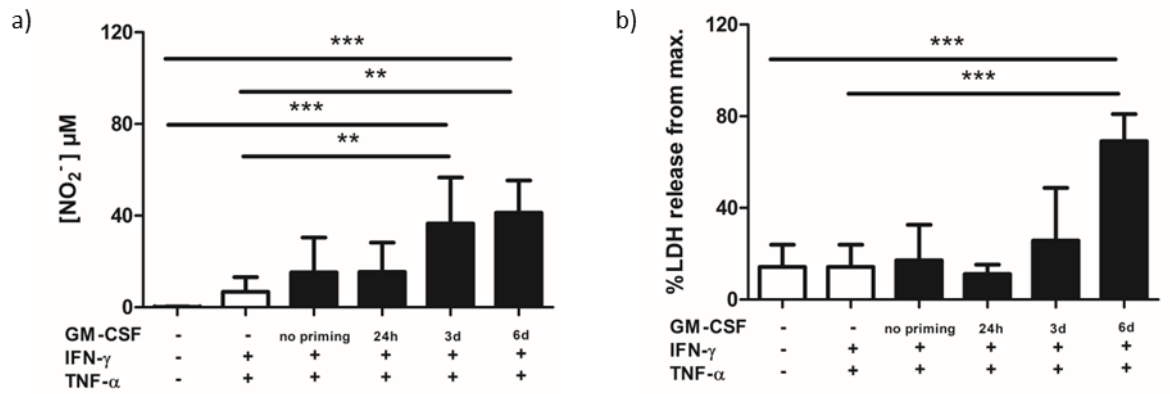 a)
120
80
40
0
[NO₂⁻] µM
***
**
***
**
GM-CSF - - no priming 24h 3d 6d
IFN-γ - + + + + +
TNF-α - + + + + +
b)
120
80
40
0
%LDH release from max.
***
***
GM-CSF - - no priming 24h 3d 6d
IFN-γ - + + + + +
TNF-α - + + + + +